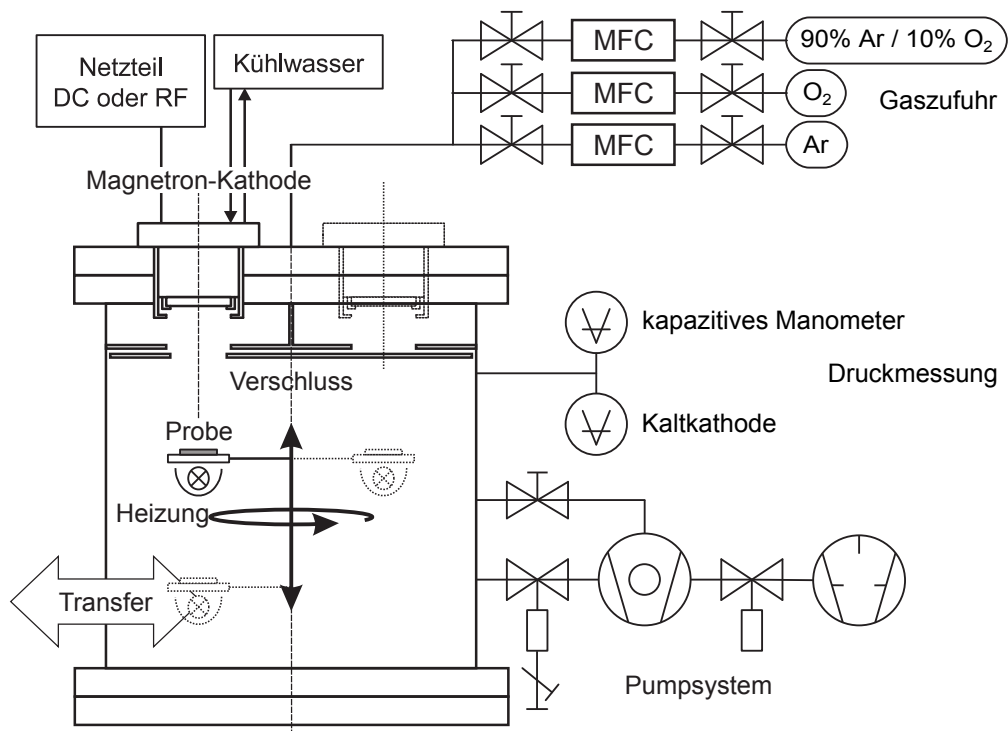 Netzteil
DC oder RF
Kühlwasser
MFC
90% Ar / 10% O₂
MFC
O₂
Gaszufuhr
MFC
Ar
Magnetron-Kathode
kapazitives Manometer
Verschluss
Druckmessung
Kaltkathode
Probe
Heizung
Transfer
Pumpsystem